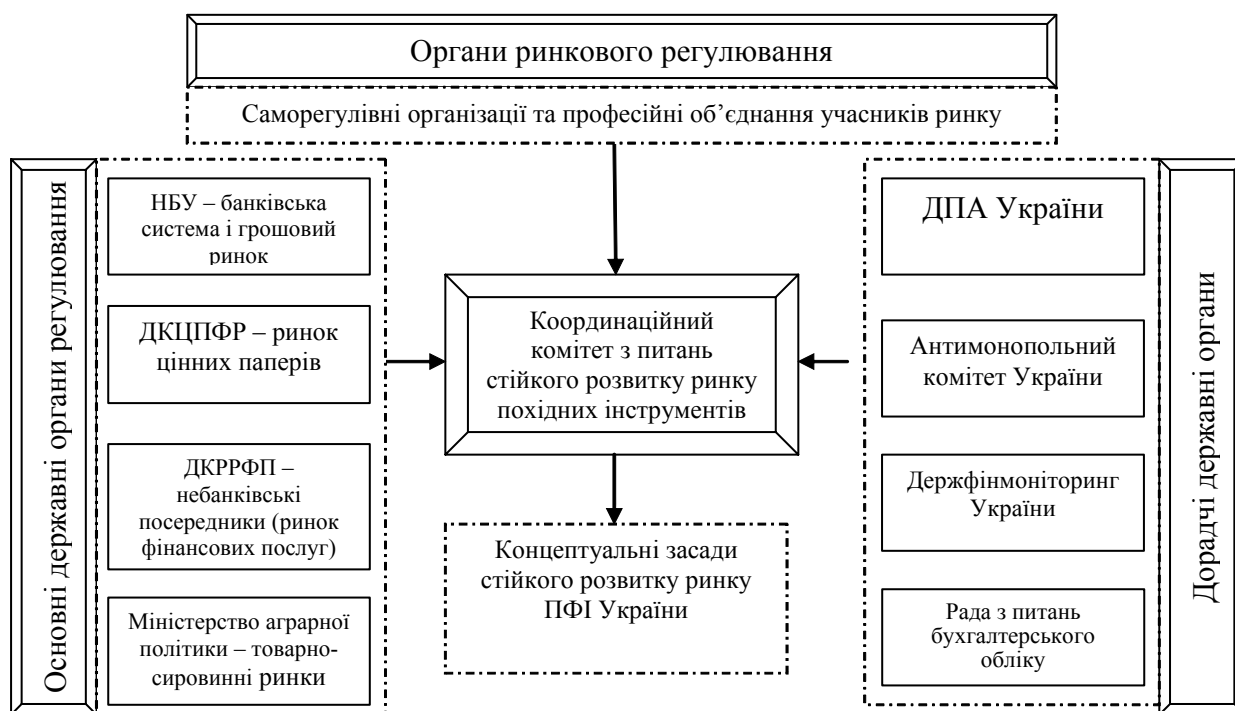 Органи ринкового регулювання
Саморегулівні організації та професійні об’єднання учасників ринку
Основні державні органи регулювання
НБУ – банківська
система і грошовий
ринок
ДКЦПФР – ринок
цінних паперів
ДКРРФП –
небанківські
посередники (ринок
фінансових послуг)
Міністерство аграрної
політики – товарно-
сировинні ринки
Координаційний
комітет з питань
стійкого розвитку ринку
похідних інструментів
Концептуальні засади
стійкого розвитку ринку
ПФІ України
ДПА України
Антимонопольний
комітет України
Держфінмоніторинг
України
Рада з питань
бухгалтерського
обліку
Дорадчі державні органи